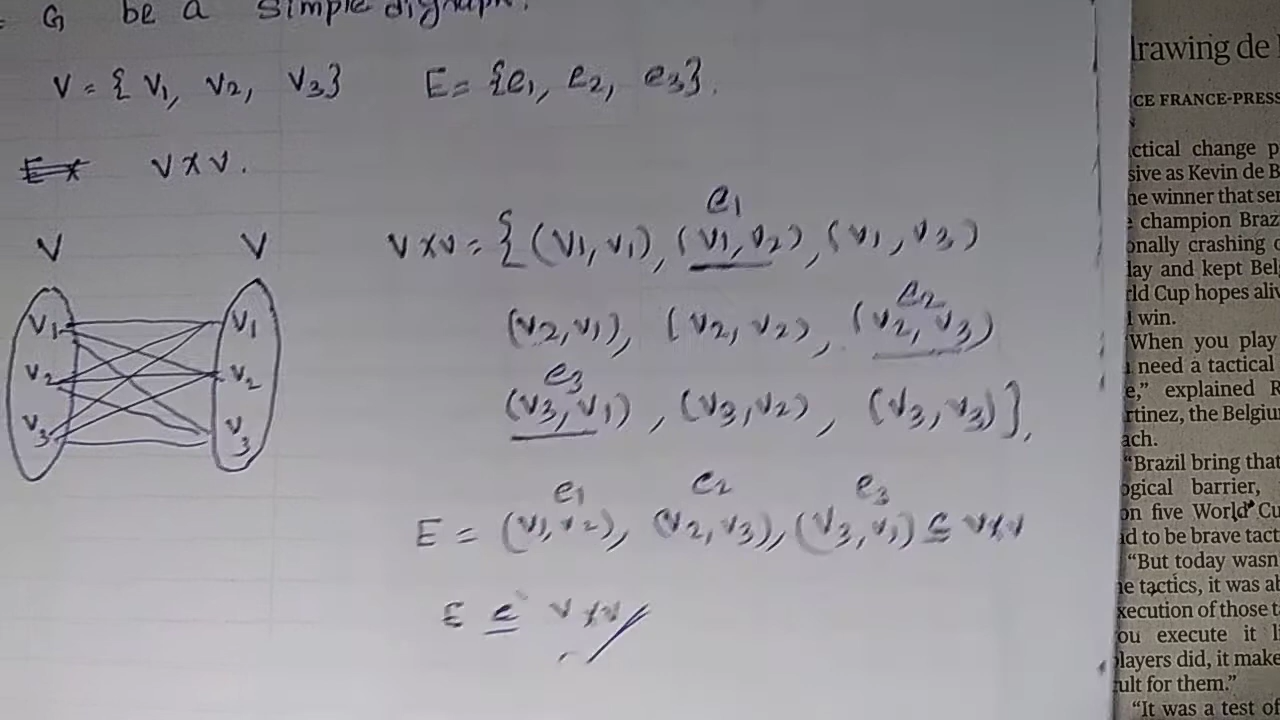 G be a simple digraph.
V = { v1, v2, v3} E = {e1, e2, e3}.
V x V.
V V
v1 v1
v2 v2
v3 v3
e1
V x V = { (v1, v1), (v1, v2), (v1, v3)
e2
(v2, v1), (v2, v2), (v2, v3)
e3
(v3, v1), (v3, v2), (v3, v3)},
e1 e2 e3
E = (v1, v2), (v2, v3), (v3, v1) ⊆ V x V
E ⊆ V x V
rawing de
CE FRANCE-PRESS
ctical change p
sive as Kevin de B
he winner that se
champion Braz
onally crashing
lay and kept Bel
rld Cup hopes aliv
l win.
When you play
need a tactical
e,” explained R
rtinez, the Belgiu
ach.
“Brazil bring that
ogical barrier,
on five World Cu
ad to be brave tact
“But today wasn
he tactics, it was ab
xecution of those t
ou execute it li
players did, it make
ult for them.”
“It was a test of